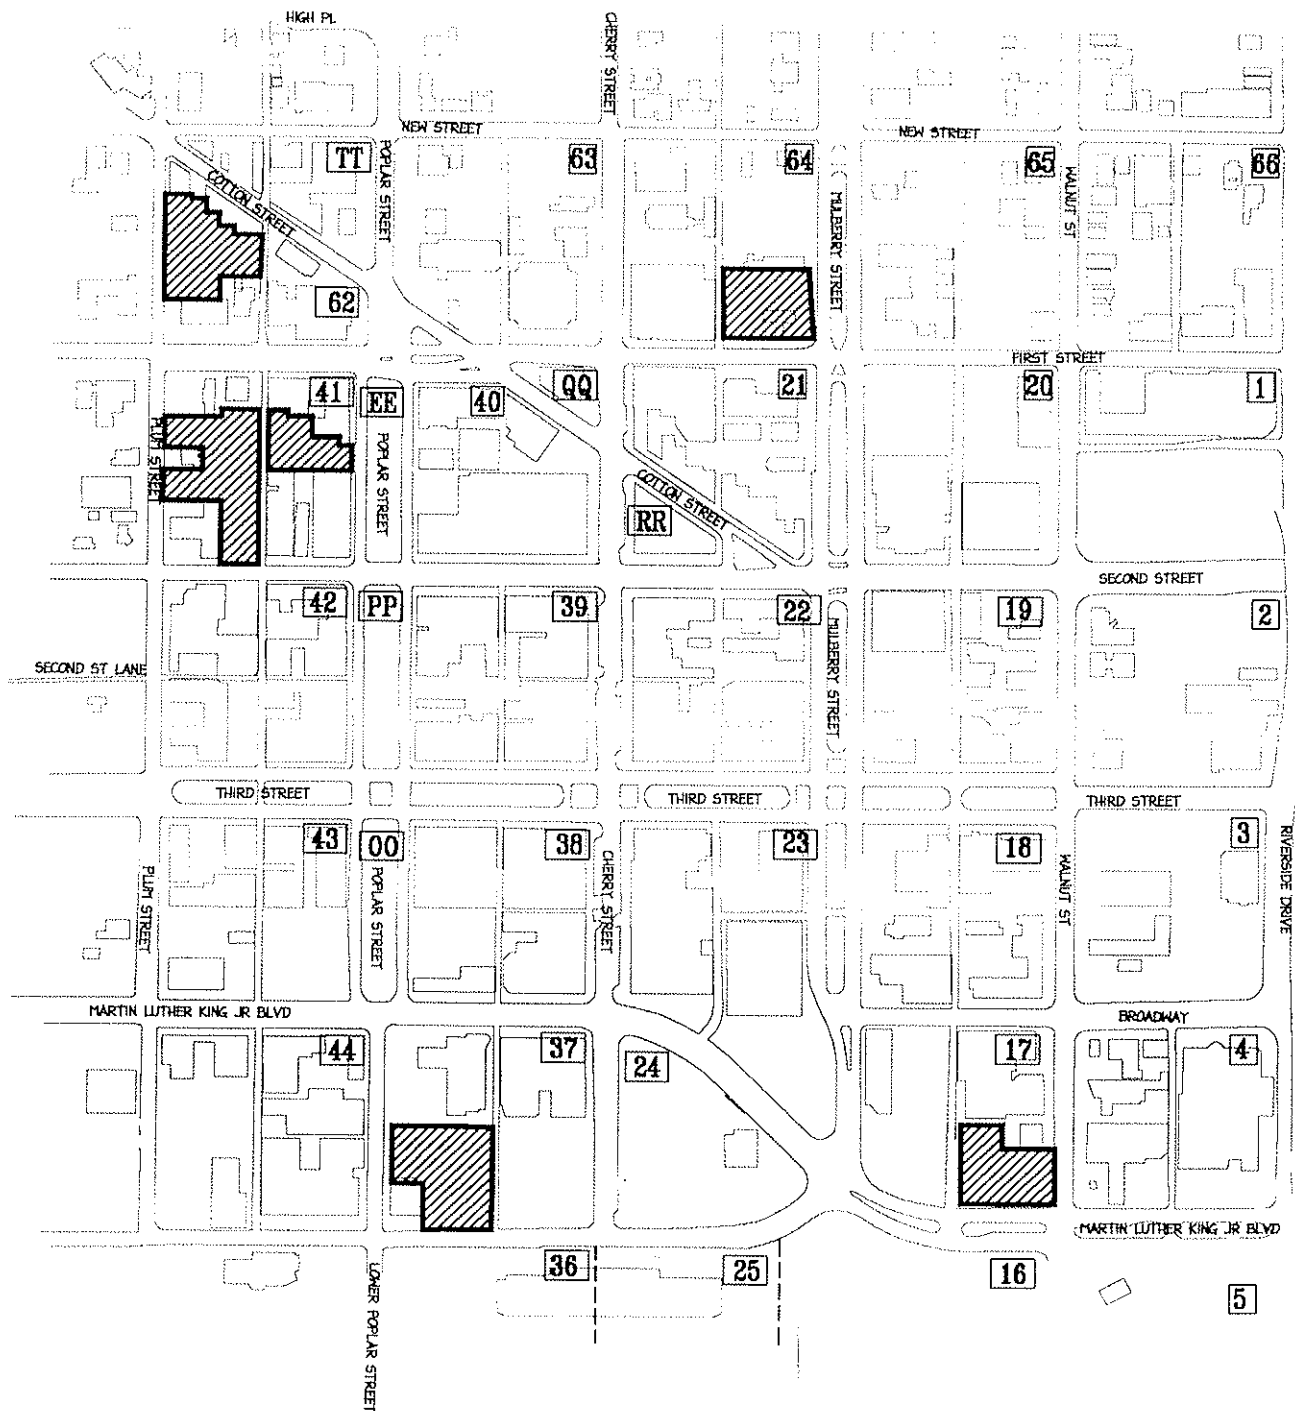 HIGH PL.
CHERRY STREET
NEW STREET
NEW STREET
TT
POPLAR STREET
63
64
65
WALNUT ST
66
COTTON STREET
MULBERRY STREET
62
FIRST STREET
41
EE
40
QQ
21
20
1
PLUM STREET
POPLAR STREET
COTTON STREET
RR
SECOND STREET
42
PP
39
22
19
2
MULBERRY STREET
SECOND ST LANE
THIRD STREET
THIRD STREET
THIRD STREET
43
OO
38
23
18
3
RIVERSIDE DRIVE
PLUM STREET
POPLAR STREET
CHERRY STREET
WALNUT ST
MARTIN LUTHER KING JR BLVD
BROADWAY
44
37
24
17
4
MARTIN LUTHER KING JR BLVD
36
25
16
5
LOWER POPLAR STREET